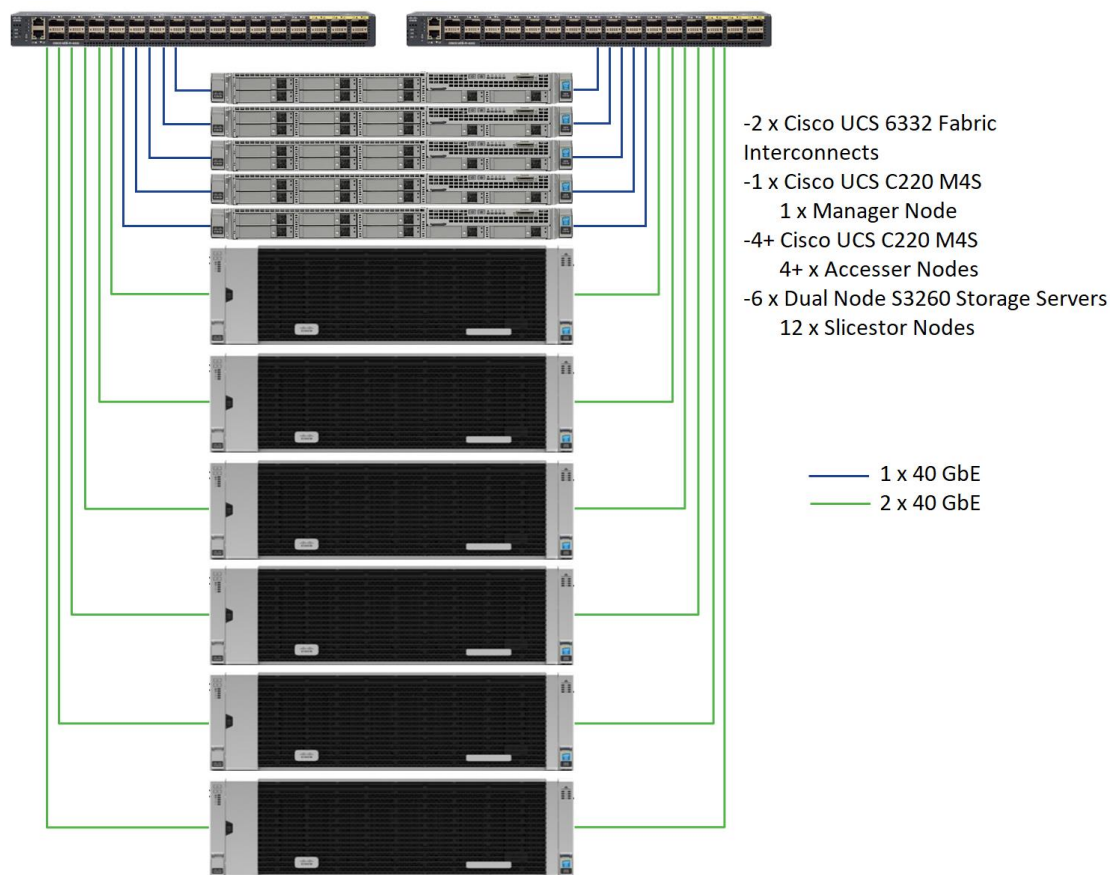 -2 x Cisco UCS 6332 Fabric
Interconnects
-1 x Cisco UCS C220 M4S
1 x Manager Node
-4+ Cisco UCS C220 M4S
4+ x Accesser Nodes
-6 x Dual Node S3260 Storage Servers
12 x Slicestor Nodes
1 x 40 GbE
2 x 40 GbE